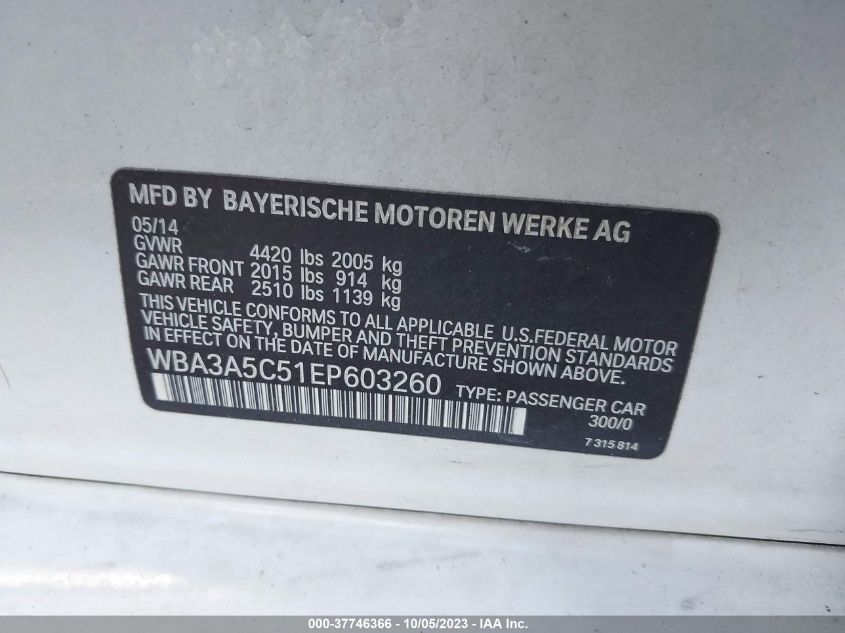 MFD BY BAYERISCHE MOTOREN WERKE AG
05/14
GVWR 4420 lbs 2005 kg
GAWR FRONT 2015 lbs 914 kg
GAWR REAR 2510 lbs 1139 kg
THIS VEHICLE CONFORMS TO ALL APPLICABLE U.S.FEDERAL MOTOR
VEHICLE SAFETY, BUMPER AND THEFT PREVENTION STANDARDS
IN EFFECT ON THE DATE OF MANUFACTURE SHOWN ABOVE.
WBA3A5C51EP603260 TYPE: PASSENGER CAR
300/0
7 315 814
000-37746366 - 10/05/2023 - IAA Inc.